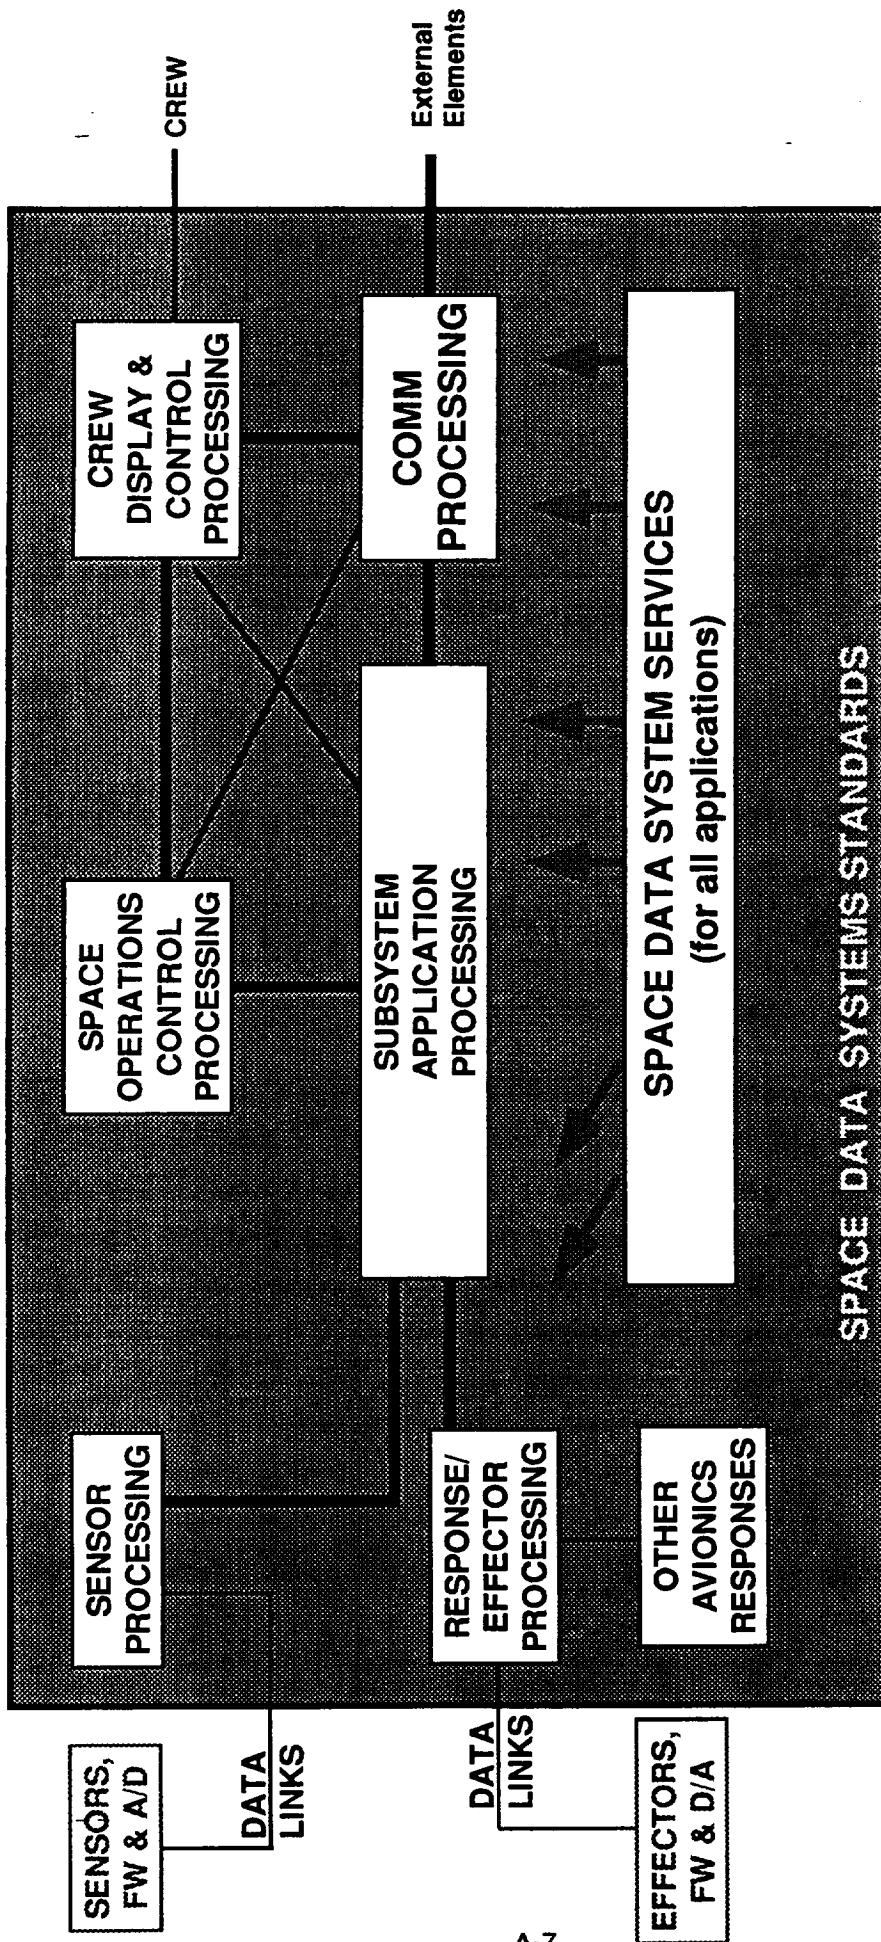 SENSORS,
FW & A/D
DATA
LINKS
SENSOR
PROCESSING
SPACE
OPERATIONS
CONTROL
PROCESSING
CREW
DISPLAY &
CONTROL
PROCESSING
CREW
DATA
LINKS
RESPONSE/
EFFECTOR
PROCESSING
SUBSYSTEM
APPLICATION
PROCESSING
COMM
PROCESSING
External
Elements
EFFECTORS,
FW & D/A
OTHER
AVIONICS
RESPONSES
SPACE DATA SYSTEM SERVICES
(for all applications)
SPACE DATA SYSTEMS STANDARDS
A-7